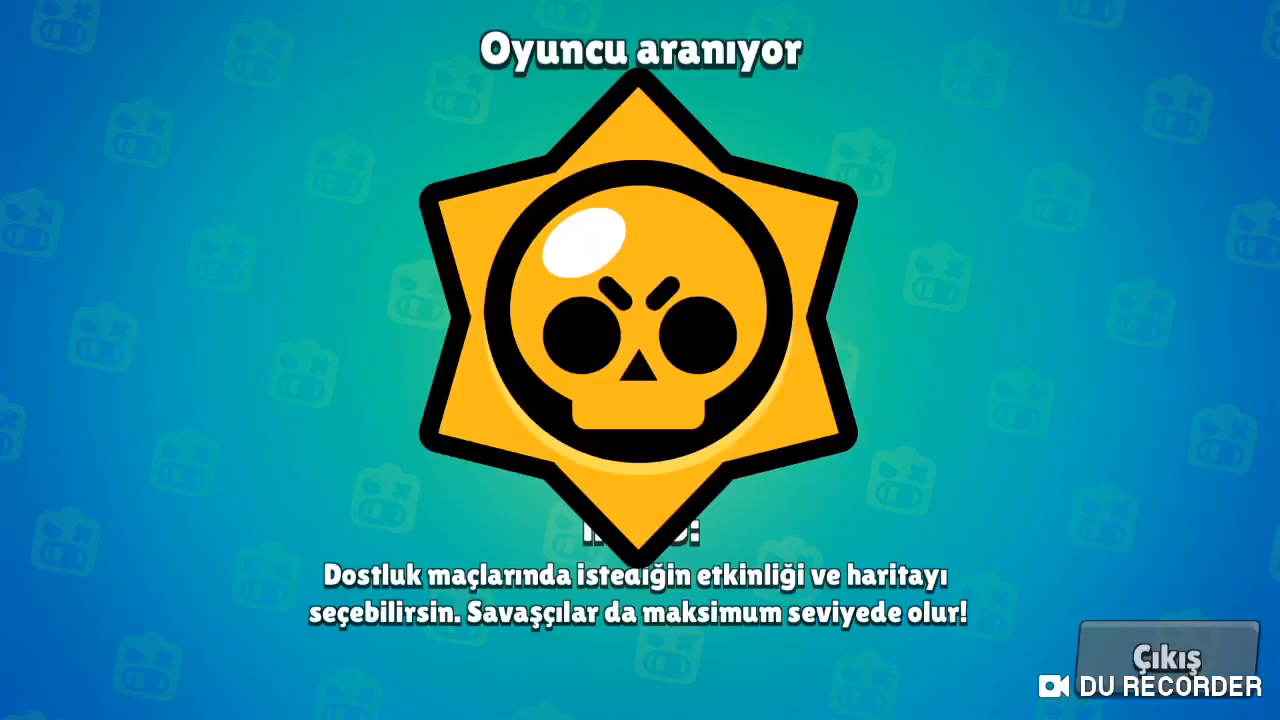 Oyuncu aranıyor
Dostluk maçlarında istediğin etkinliği ve haritayı
seçebilirsin. Savaşçılar da maksimum seviyede olur!
Çıkış
DU RECORDER